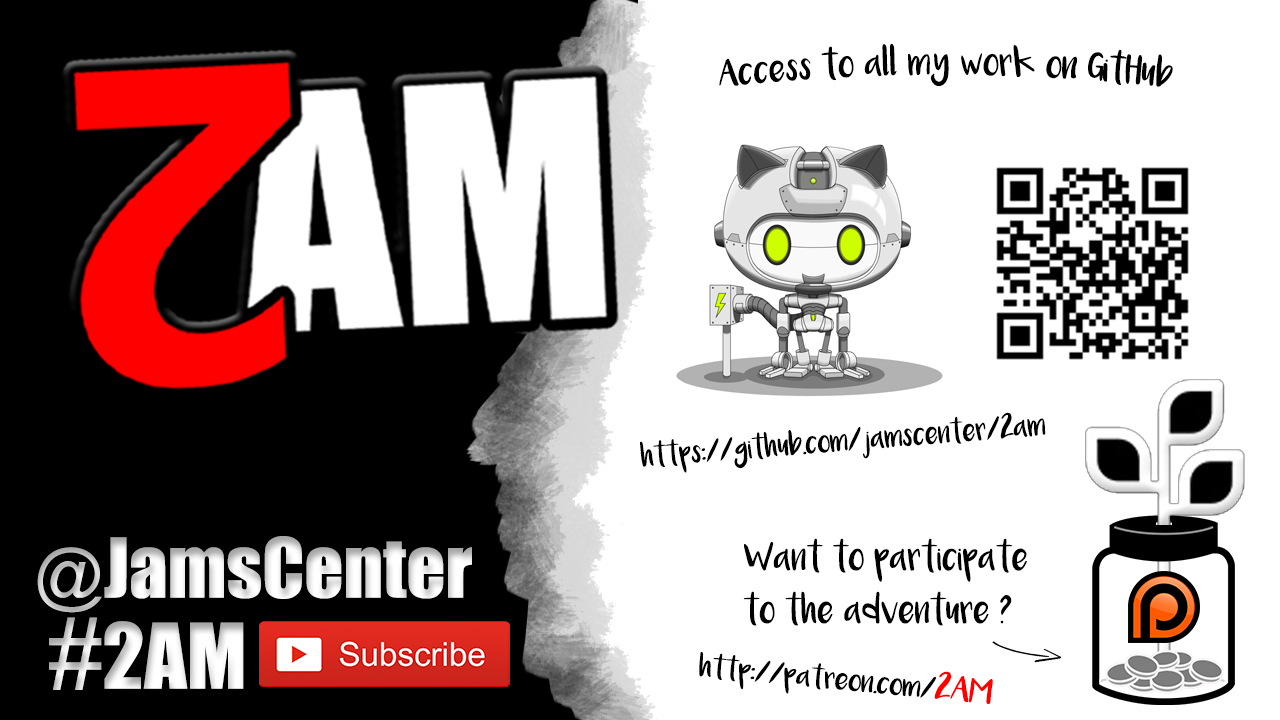 2AM
@JamsCenter
#2AM
Subscribe
Access to all my work on GitHub
https://github.com/jamscenter/2am
Want to participate
to the adventure ?
http://patreon.com/2AM